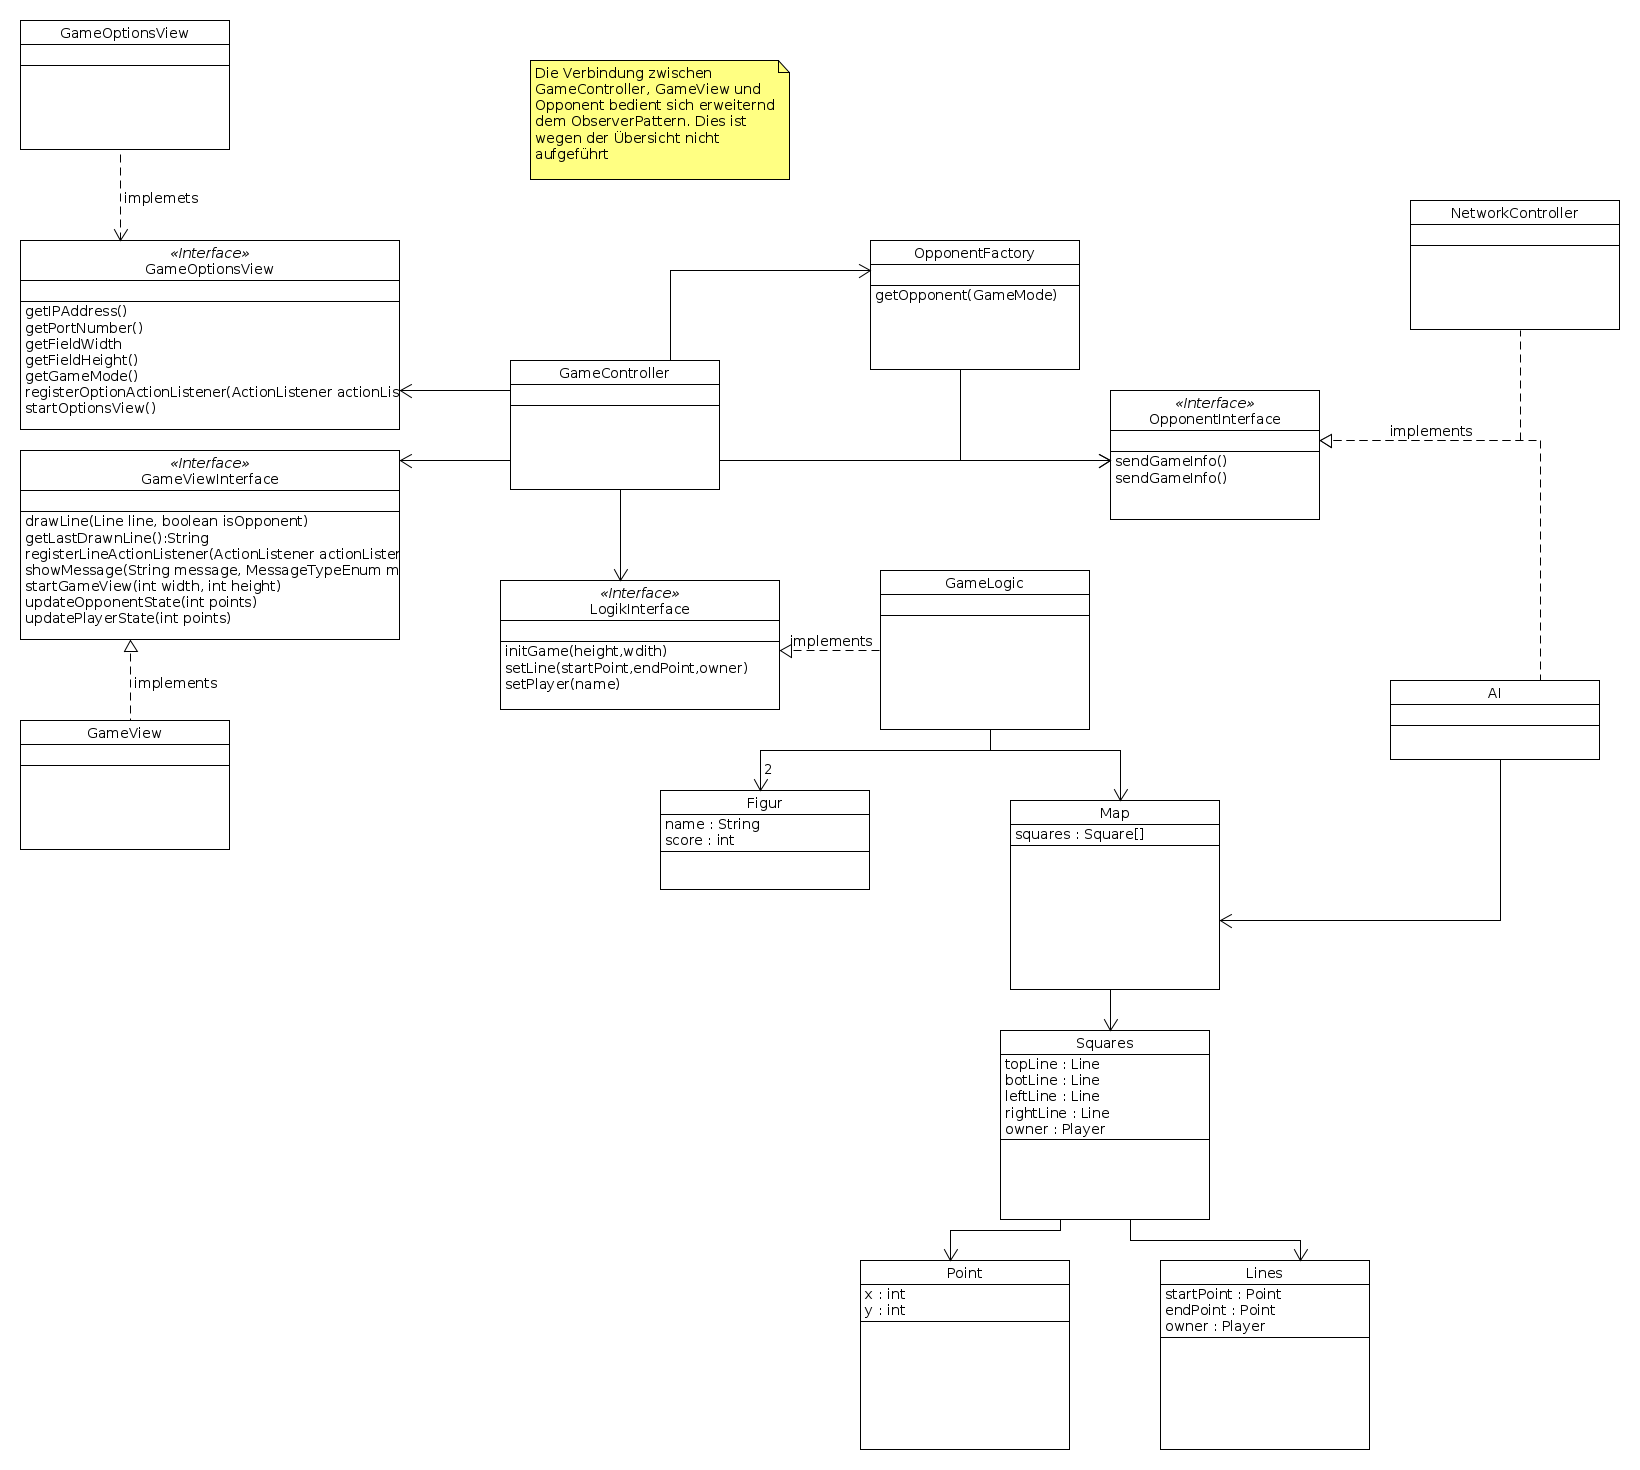 GameOptionsView
Die Verbindung zwischen
GameController, GameView und
Opponent bedient sich erweiternd
dem ObserverPattern. Dies ist
wegen der Übersicht nicht
aufgeführt
implemets
«Interface»
GameOptionsView
getIPAddress()
getPortNumber()
getFieldWidth
getFieldHeight()
getGameMode()
registerOptionActionListener(ActionListener actionLis
startOptionsView()
OpponentFactory
getOpponent(GameMode)
NetworkController
GameController
«Interface»
OpponentInterface
sendGameInfo()
sendGameInfo()
implements
«Interface»
GameViewInterface
drawLine(Line line, boolean isOpponent)
getLastDrawnLine():String
registerLineActionListener(ActionListener actionLister
showMessage(String message, MessageTypeEnum m
startGameView(int width, int height)
updateOpponentState(int points)
updatePlayerState(int points)
implements
GameView
«Interface»
LogikInterface
initGame(height,wdith)
setLine(startPoint,endPoint,owner)
setPlayer(name)
implements
GameLogic
AI
2
Figur
name : String
score : int
Map
squares : Square[]
Squares
topLine : Line
botLine : Line
leftLine : Line
rightLine : Line
owner : Player
Point
x : int
y : int
Lines
startPoint : Point
endPoint : Point
owner : Player